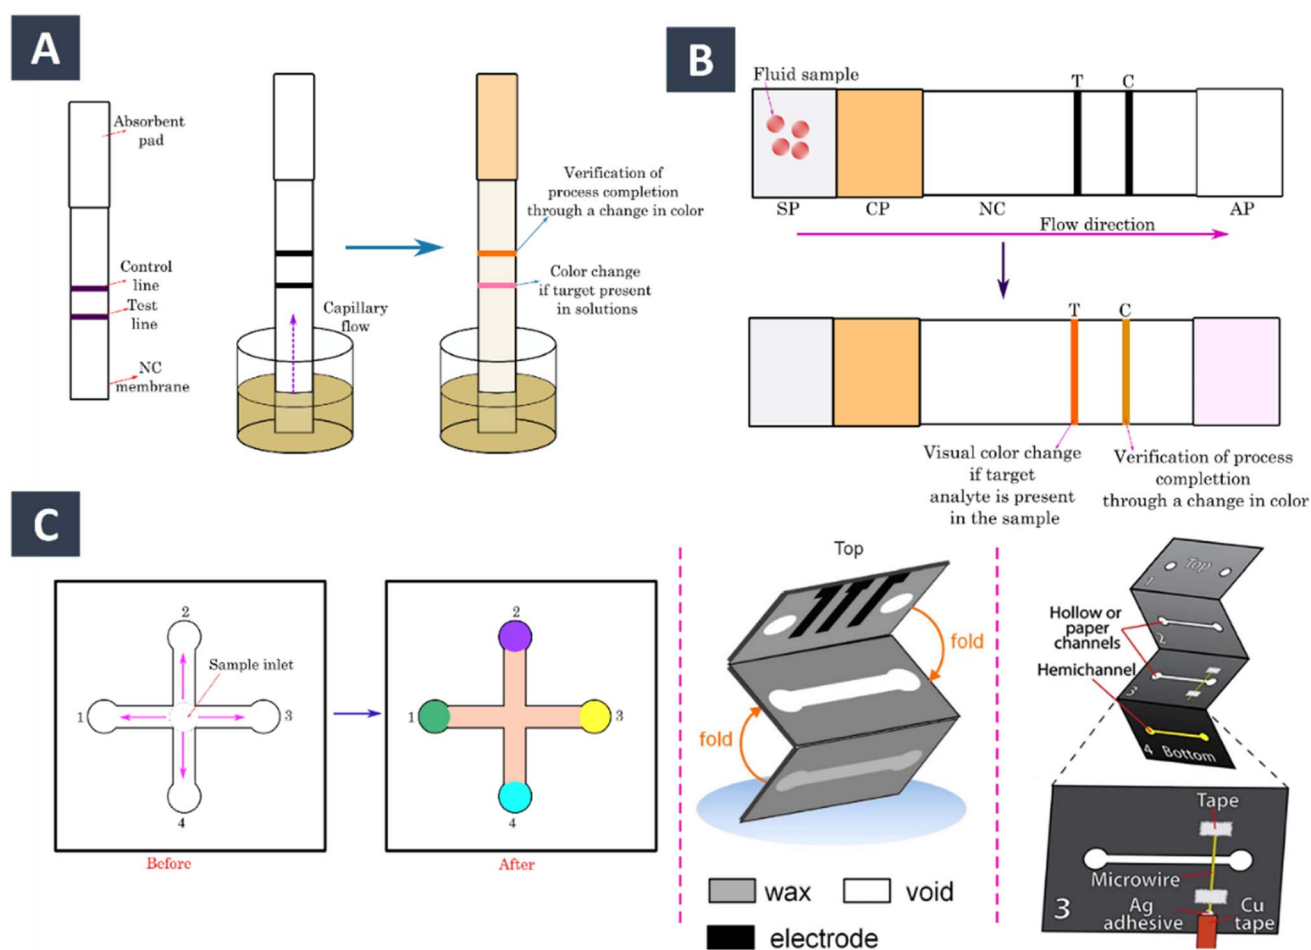 A
Absorbent
pad
Control
line
Test
line
NC
membrane
Capillary
flow
Verification of
process completion
through a change in color
Color change
if target present
in solutions
B
Fluid sample
T
C
SP
CP
NC
AP
Flow direction
T
C
Visual color change
if target
analyte is present
in the sample
Verification of process
complettion
through a change in color
C
2
Sample inlet
1
3
4
Before
2
1
3
4
After
Top
fold
fold
wax
void
electrode
Top
1
Hollow or
paper
channels
2
Hemichannel
3
4 Bottom
Tape
Microwire
3
Ag
adhesive
Cu
tape